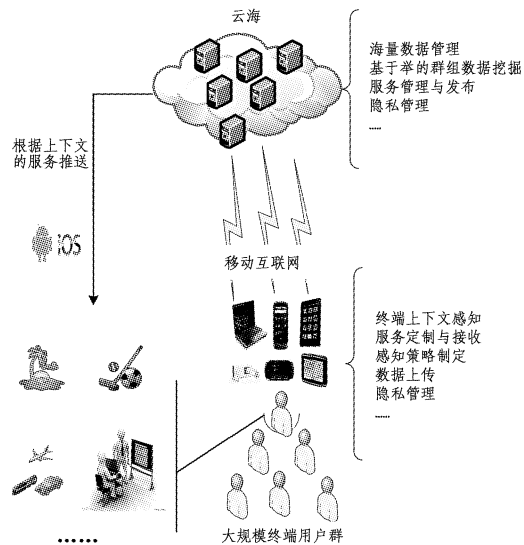 云海
海量数据管理
基于举的群组数据挖掘
服务管理与发布
隐私管理
……
根据上下文
的服务推送
iOS
移动互联网
终端上下文感知
服务定制与接收
感知策略制定
数据上传
隐私管理
……
大规模终端用户群
……